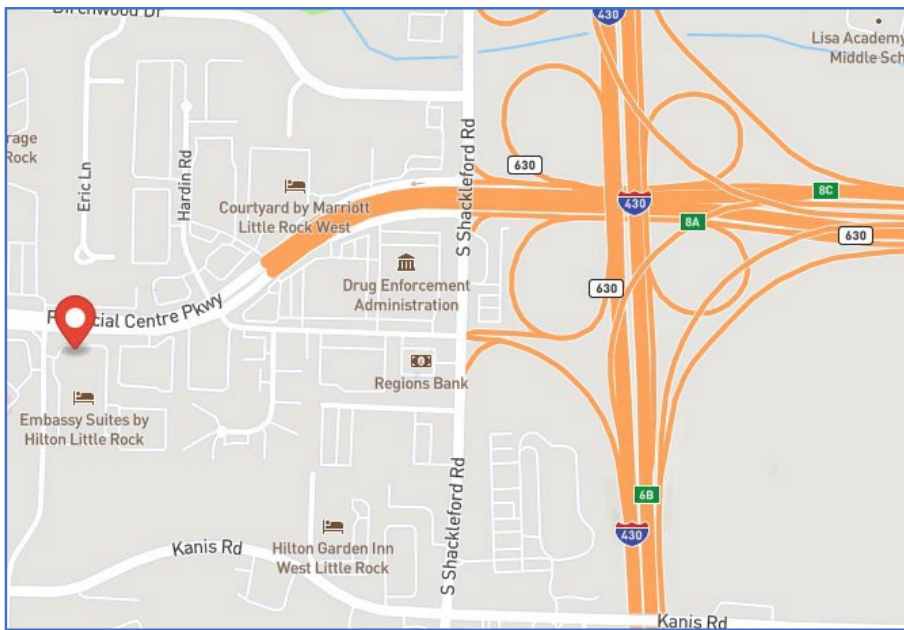 Birchwood Dr
430
Lisa Academy
Middle Sch
rage
Rock
Eric Ln
Hardin Rd
S Shackleford Rd
630
Courtyard by Marriott
Little Rock West
430
8C
8A
630
Drug Enforcement
Administration
630
Financial Centre Pkwy
Regions Bank
Embassy Suites by
Hilton Little Rock
6B
S Shackleford Rd
430
Hilton Garden Inn
West Little Rock
Kanis Rd
Kanis Rd